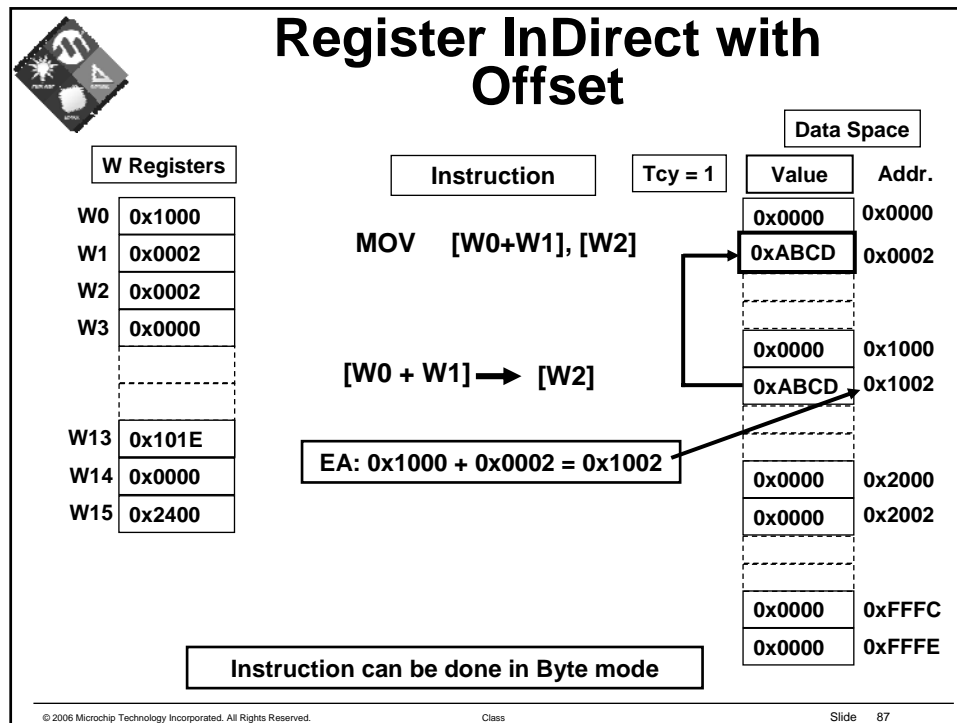 Register InDirect with
Offset
Data Space
W Registers
Instruction
Tcy = 1
Value
Addr.
W0 0x1000
W1 0x0002
W2 0x0002
W3 0x0000
W13 0x101E
W14 0x0000
W15 0x2400
MOV [W0+W1], [W2]
[W0 + W1] [W2]
EA: 0x1000 + 0x0002 = 0x1002
0x0000 0x0000
0xABCD 0x0002
0x0000 0x1000
0xABCD 0x1002
0x0000 0x2000
0x0000 0x2002
0x0000 0xFFFC
0x0000 0xFFFE
Instruction can be done in Byte mode
© 2006 Microchip Technology Incorporated. All Rights Reserved. Class Slide 87